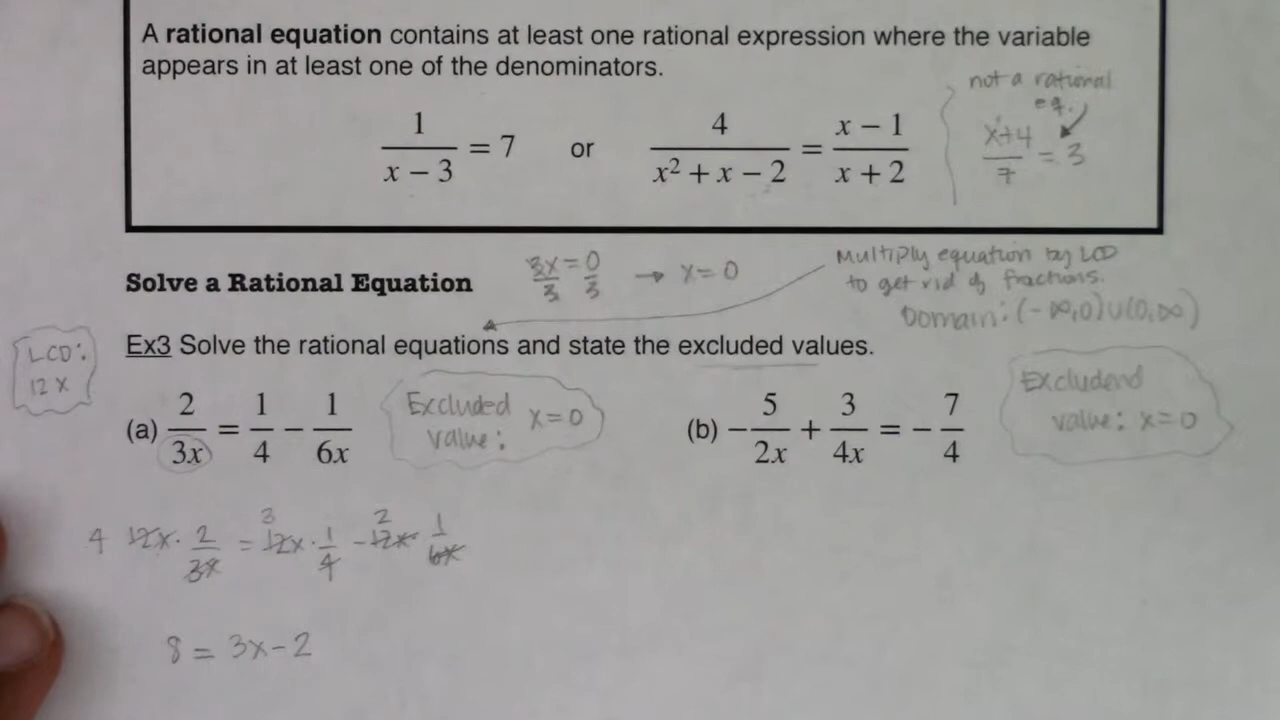 A rational equation contains at least one rational expression where the variable
appears in at least one of the denominators.
not a rational
eq.
1/(x − 3) = 7 or 4/(x² + x − 2) = (x − 1)/(x + 2)
(x+4)/7 = 3
Solve a Rational Equation
3x/3 = 0/3 → x = 0
Multiply equation by LCD
to get rid of fractions.
Domain: (-∞,0)∪(0,∞)
Ex3 Solve the rational equations and state the excluded values.
LCD:
12x
(a) 2/(3x) = 1/4 − 1/(6x)
Excluded
value: x=0
(b) −5/(2x) + 3/(4x) = −7/4
Excludend
value: x=0
4 12x · 2/3x = 3 12x · 1/4 - 2 12x · 1/6x
8 = 3x - 2